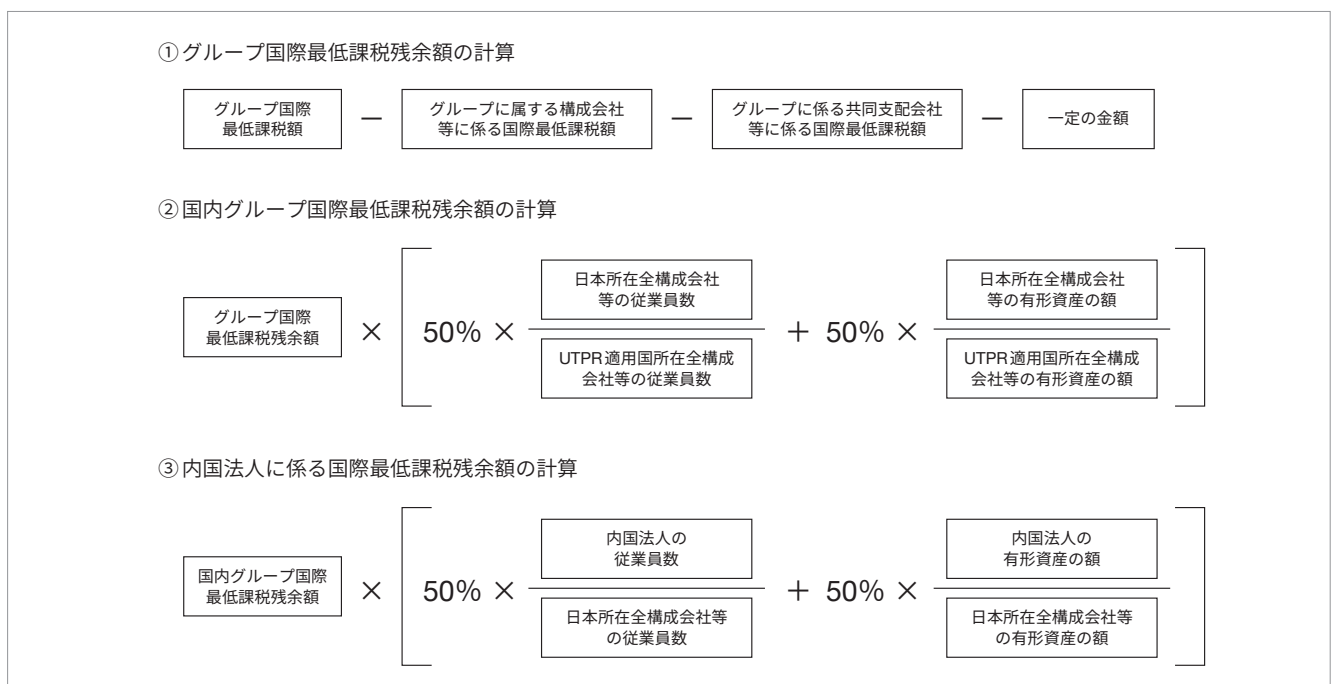 ①グループ国際最低課税残余額の計算
グループ国際
最低課税額
－
グループに属する構成会社
等に係る国際最低課税額
－
グループに係る共同支配会社
等に係る国際最低課税額
－
一定の金額
②国内グループ国際最低課税残余額の計算
グループ国際
最低課税残余額
×
50% ×
日本所在全構成会社
等の従業員数
UTPR適用国所在全構成
会社等の従業員数
＋ 50% ×
日本所在全構成会社
等の有形資産の額
UTPR適用国所在全構成
会社等の有形資産の額
③内国法人に係る国際最低課税残余額の計算
国内グループ国際
最低課税残余額
×
50% ×
内国法人の
従業員数
日本所在全構成会社等
の従業員数
＋ 50% ×
内国法人の
有形資産の額
日本所在全構成会社等
の有形資産の額